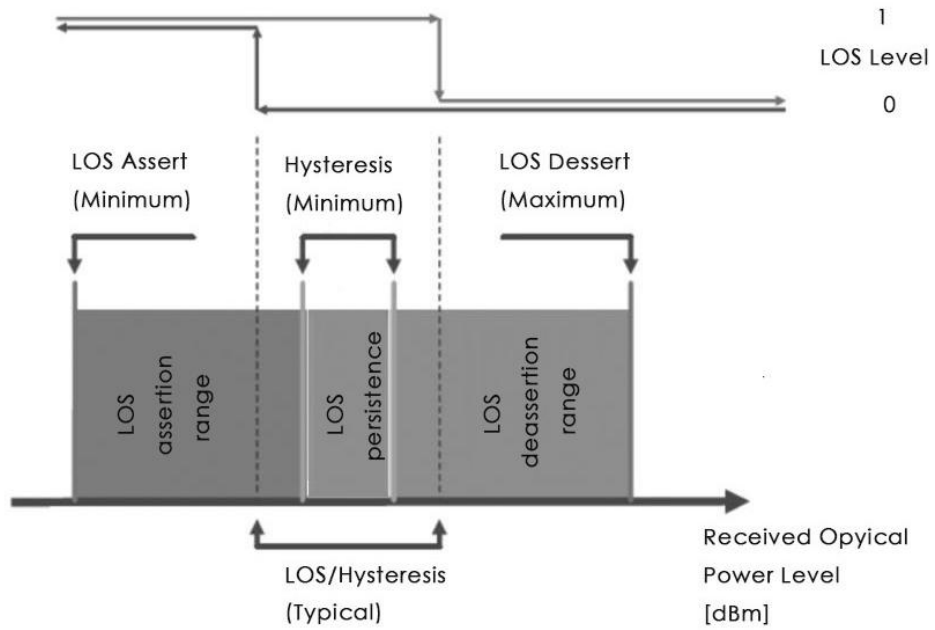 1
LOS Level
0
LOS Assert
(Minimum)
Hysteresis
(Minimum)
LOS Dessert
(Maximum)
LOS
assertion
range
LOS
persistence
LOS
deassertion
range
LOS/Hysteresis
(Typical)
Received Opyical
Power Level
[dBm]